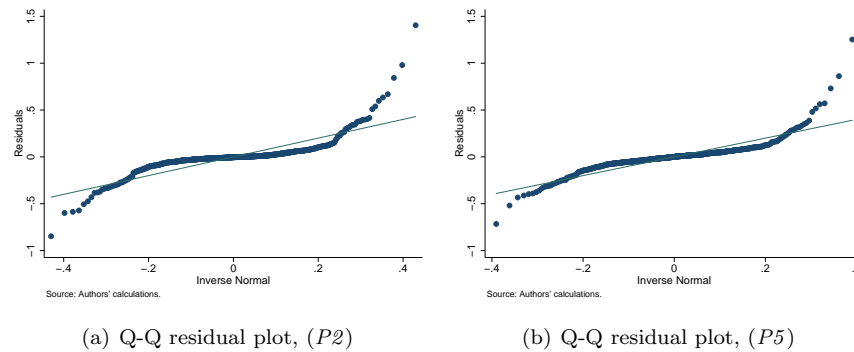 1.5
1
.5
0
-.5
-1
Residuals
-.4
-.2
0
.2
.4
Inverse Normal
Source: Authors' calculations.
(a) Q-Q residual plot, (P2)
1.5
1
.5
0
-.5
-1
Residuals
-.4
-.2
0
.2
Inverse Normal
Source: Authors' calculations.
(b) Q-Q residual plot, (P5)